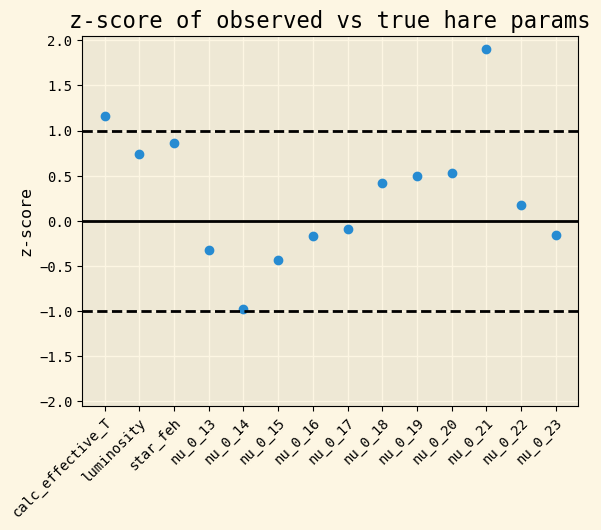 z-score of observed vs true hare params
z-score
2.0
1.5
1.0
0.5
0.0
−0.5
−1.0
−1.5
−2.0
calc_effective_T
luminosity
star_feh
nu_0_13
nu_0_14
nu_0_15
nu_0_16
nu_0_17
nu_0_18
nu_0_19
nu_0_20
nu_0_21
nu_0_22
nu_0_23